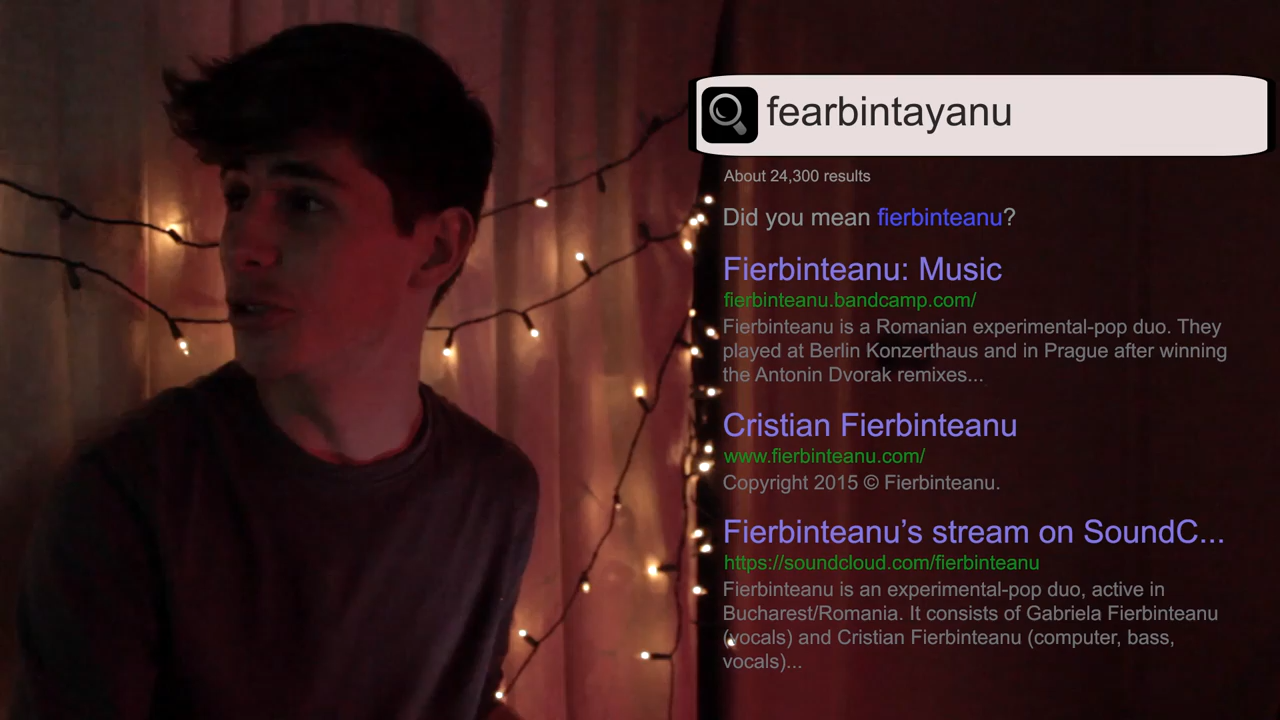 fearbintayanu
About 24,300 results
Did you mean fierbinteanu?
Fierbinteanu: Music
fierbinteanu.bandcamp.com/
Fierbinteanu is a Romanian experimental-pop duo. They
played at Berlin Konzerthaus and in Prague after winning
the Antonin Dvorak remixes...
Cristian Fierbinteanu
www.fierbinteanu.com/
Copyright 2015 © Fierbinteanu.
Fierbinteanu’s stream on SoundC...
https://soundcloud.com/fierbinteanu
Fierbinteanu is an experimental-pop duo, active in
Bucharest/Romania. It consists of Gabriela Fierbinteanu
(vocals) and Cristian Fierbinteanu (computer, bass,
vocals)...